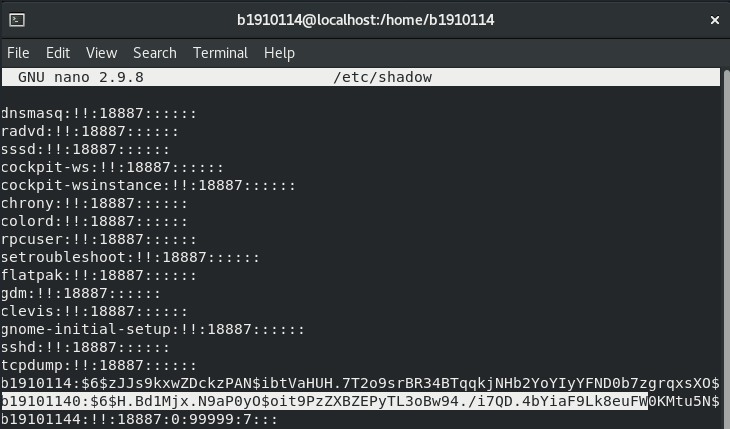 b1910114@localhost:/home/b1910114
File Edit View Search Terminal Help
GNU nano 2.9.8 /etc/shadow
dnsmasq:!!:18887::::::
radvd:!!:18887::::::
sssd:!!:18887::::::
cockpit-ws:!!:18887::::::
cockpit-wsinstance:!!:18887::::::
chrony:!!:18887::::::
colord:!!:18887::::::
rpcuser:!!:18887::::::
setroubleshoot:!!:18887::::::
flatpak:!!:18887::::::
gdm:!!:18887::::::
clevis:!!:18887::::::
gnome-initial-setup:!!:18887::::::
sshd:!!:18887::::::
tcpdump:!!:18887::::::
b1910114:$6$zJJs9kxwZDckzPAN$ibtVaHUH.7T2o9srBR34BTqqkjNHb2YoYIyYFND0b7zgrqxsXO$
b19101140:$6$H.Bd1Mjx.N9aP0yO$oit9PzZXBZEPyTL3oBw94./i7QD.4bYiaF9Lk8euFW0KMtu5N$
b19101144:!!:18887:0:99999:7:::